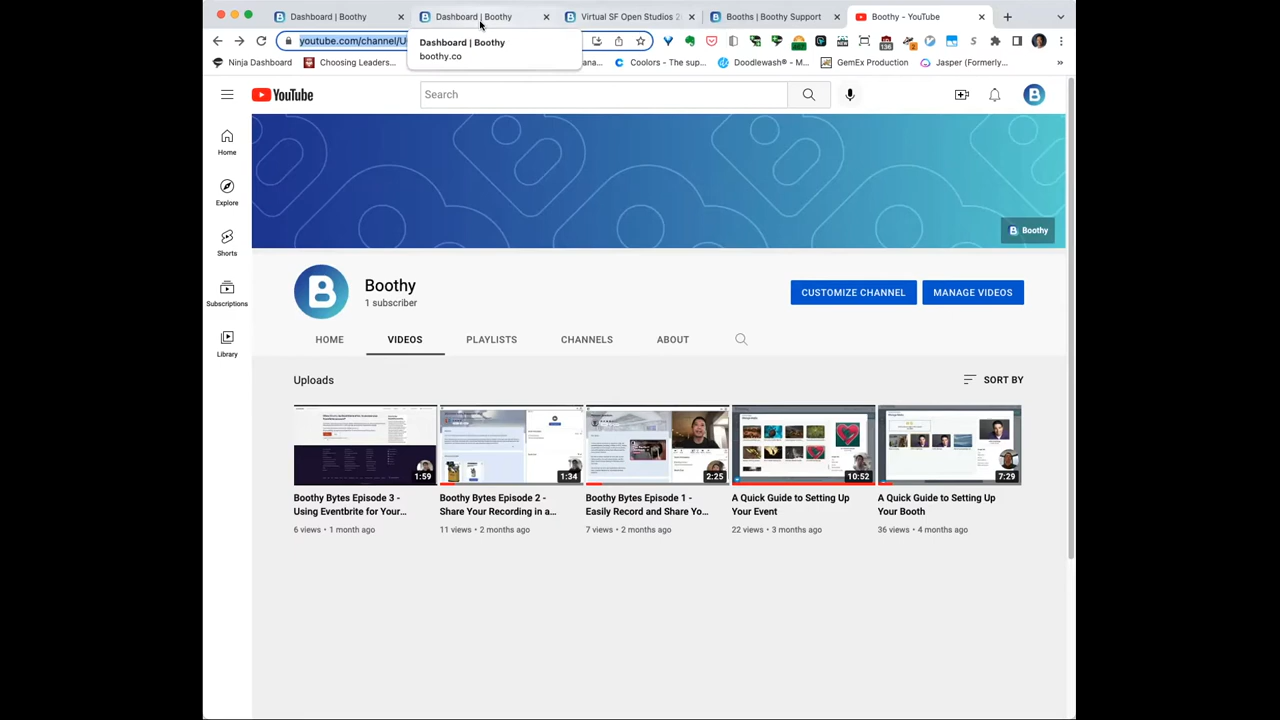 Dashboard | Boothy
Dashboard | Boothy
Virtual SF Open Studios 2
Booths | Boothy Support
Boothy - YouTube
youtube.com/channel/U
Dashboard | Boothy
boothy.co
Ninja Dashboard
Choosing Leaders...
ana...
Coolors - The sup...
Doodlewash® - M...
GemEx Production
Jasper (Formerly...
136
YouTube
Search
Home
Explore
Shorts
Subscriptions
Library
Boothy
Boothy
1 subscriber
CUSTOMIZE CHANNEL
MANAGE VIDEOS
HOME
VIDEOS
PLAYLISTS
CHANNELS
ABOUT
Uploads
SORT BY
1:59
1:34
2:25
10:52
7:29
Boothy Bytes Episode 3 -
Using Eventbrite for Your...
6 views • 1 month ago
Boothy Bytes Episode 2 -
Share Your Recording in a...
11 views • 2 months ago
Boothy Bytes Episode 1 -
Easily Record and Share Yo...
7 views • 2 months ago
A Quick Guide to Setting Up
Your Event
22 views • 3 months ago
A Quick Guide to Setting Up
Your Booth
36 views • 4 months ago